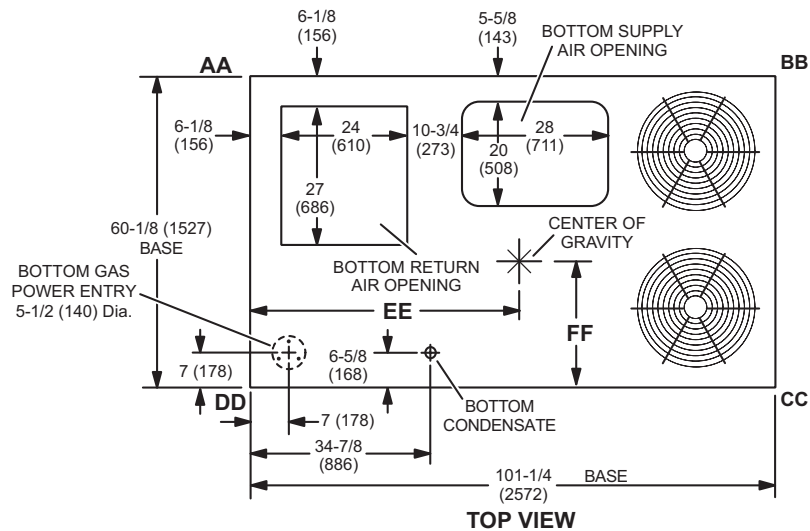 6-1/8
(156)
5-5/8
(143)
BOTTOM SUPPLY
AIR OPENING
AA
BB
6-1/8
(156)
24
(610)
10-3/4
(273)
28
(711)
20
(508)
27
(686)
60-1/8 (1527)
BASE
CENTER OF
GRAVITY
BOTTOM RETURN
AIR OPENING
BOTTOM GAS
POWER ENTRY
5-1/2 (140) Dia.
EE
FF
7 (178)
6-5/8
(168)
DD
CC
7 (178)
BOTTOM
CONDENSATE
34-7/8
(886)
101-1/4
(2572)
BASE
TOP VIEW